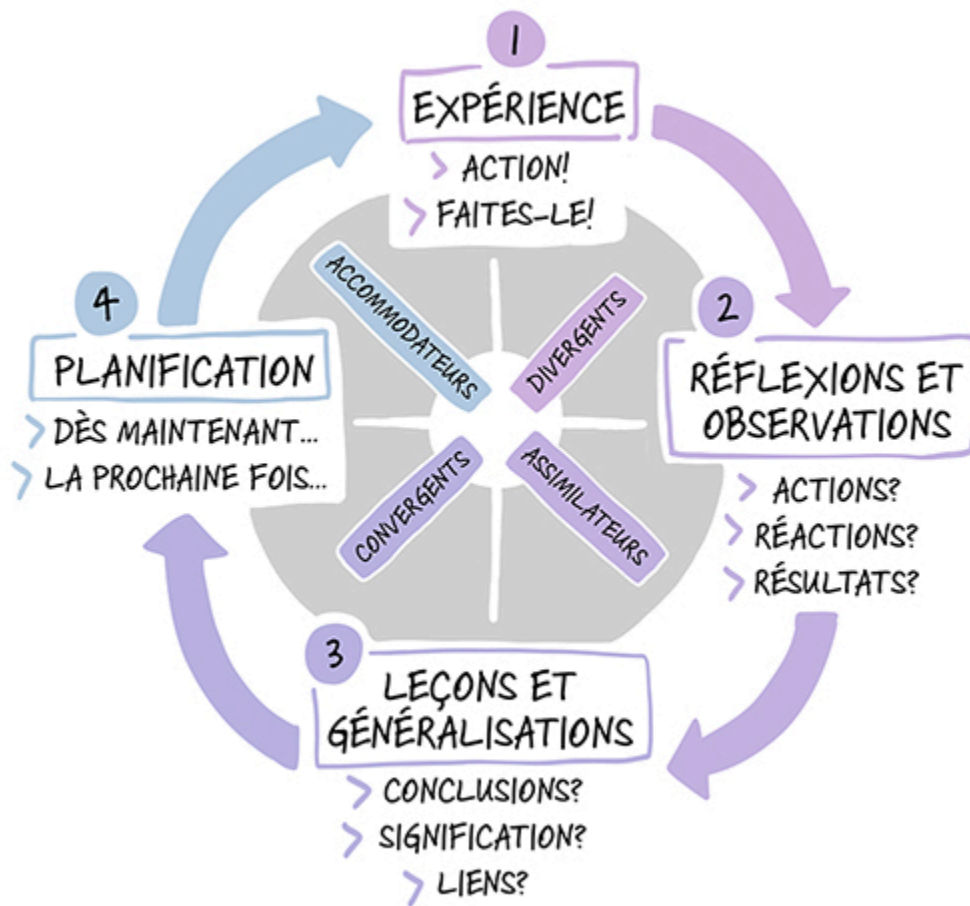 1
EXPÉRIENCE
> ACTION!
> FAITES-LE!
2
RÉFLEXIONS ET
OBSERVATIONS
> ACTIONS?
> RÉACTIONS?
> RÉSULTATS?
3
LEÇONS ET
GÉNÉRALISATIONS
> CONCLUSIONS?
> SIGNIFICATION?
> LIENS?
4
PLANIFICATION
> DÈS MAINTENANT...
> LA PROCHAINE FOIS...
ACCOMMODATEURS
DIVERGENTS
CONVERGENTS
ASSIMILATEURS